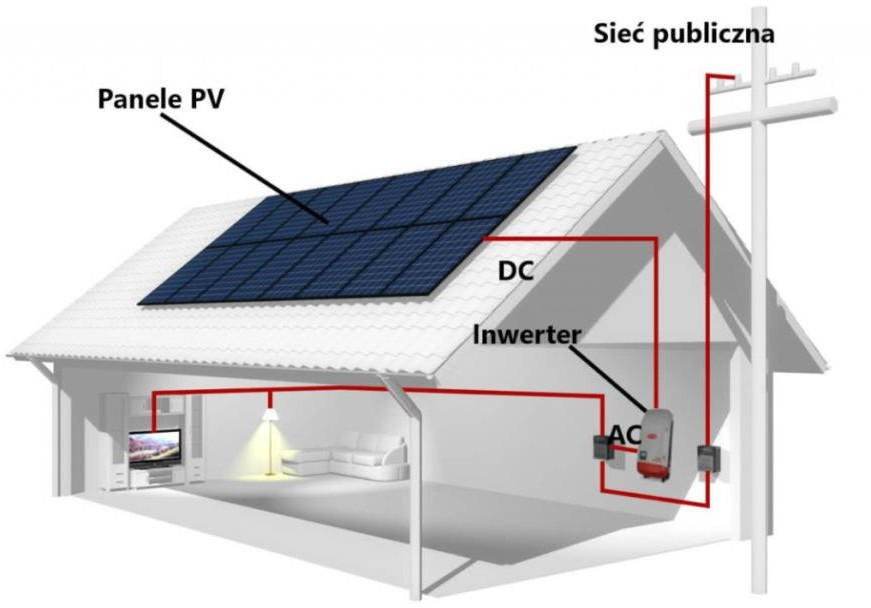 Sieć publiczna
Panele PV
DC
Inwerter
AC